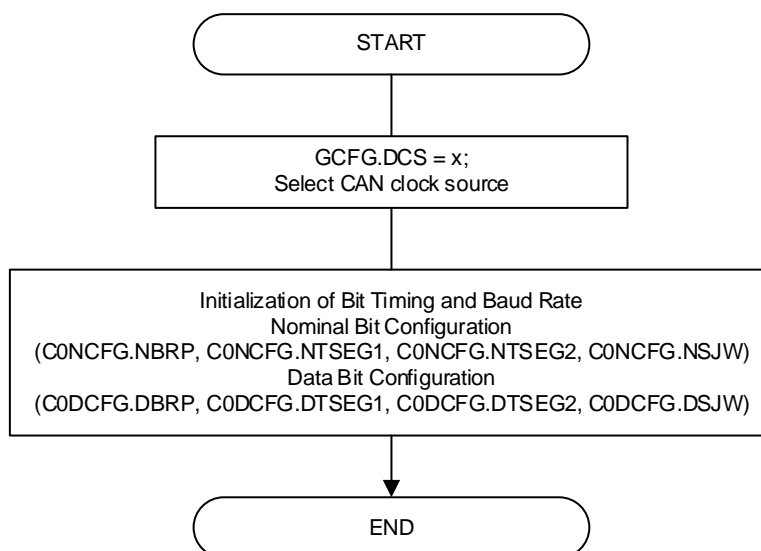 START
GCFG.DCS = x;
Select CAN clock source
Initialization of Bit Timing and Baud Rate
Nominal Bit Configuration
(C0NCFG.NBRP, C0NCFG.NTSEG1, C0NCFG.NTSEG2, C0NCFG.NSJW)
Data Bit Configuration
(C0DCFG.DBRP, C0DCFG.DTSEG1, C0DCFG.DTSEG2, C0DCFG.DSJW)
END